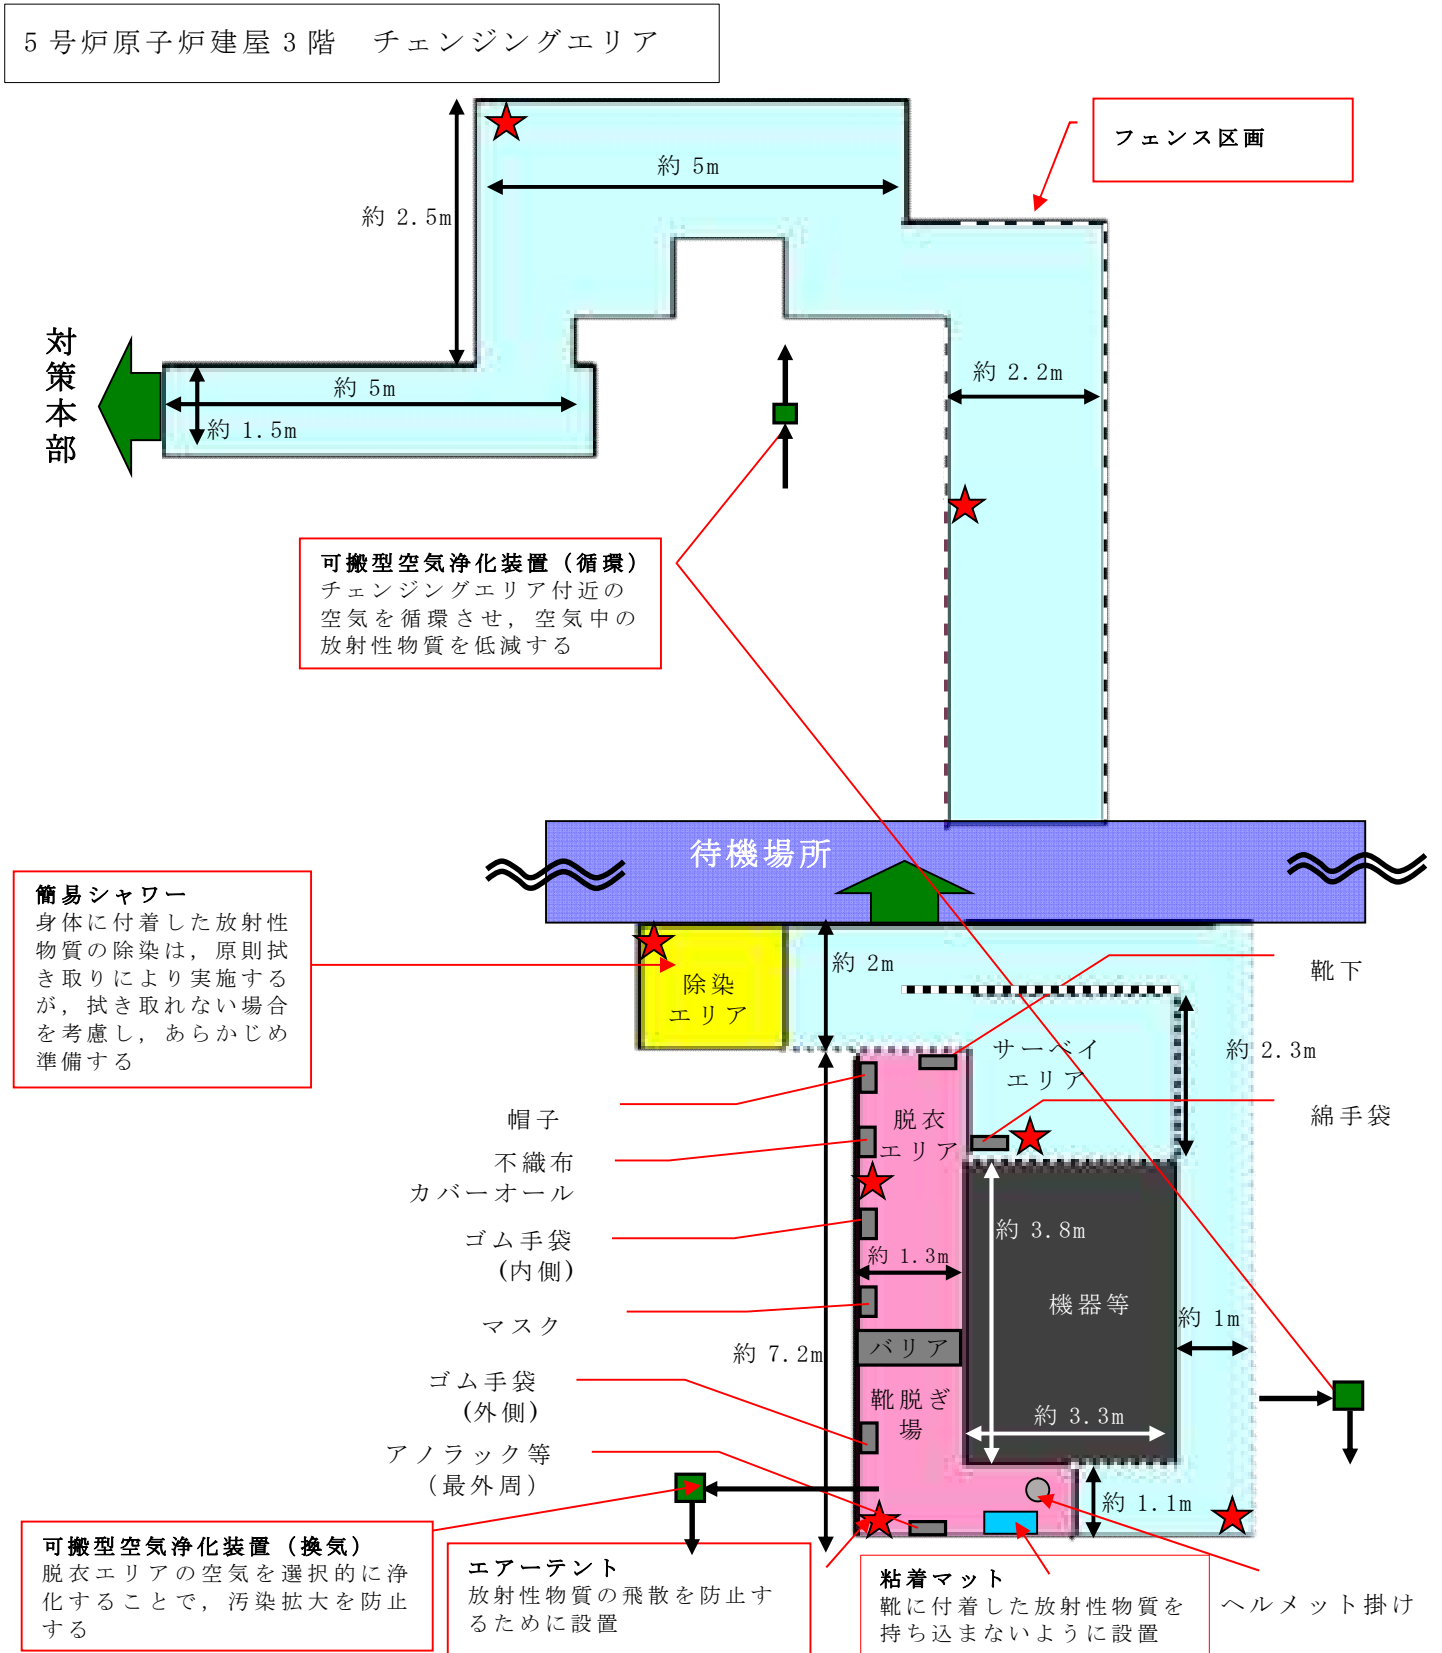 5号炉原子炉建屋3階　チェンジングエリア
フェンス区画
約 5m
約 2.5m
対策本部
約 5m
約 1.5m
約 2.2m
可搬型空気浄化装置（循環）
チェンジングエリア付近の
空気を循環させ，空気中の
放射性物質を低減する
待機場所
簡易シャワー
身体に付着した放射性
物質の除染は，原則拭
き取りにより実施する
が，拭き取れない場合
を考慮し，あらかじめ
準備する
除染
エリア
約 2m
靴下
サーベイ
エリア
約 2.3m
綿手袋
帽子
脱衣
エリア
不織布
カバーオール
ゴム手袋
(内側)
約 3.8m
約 1.3m
機器等
マスク
約 1m
バリア
約 7.2m
ゴム手袋
(外側)
靴脱ぎ
場
約 3.3m
アノラック等
（最外周）
約 1.1m
可搬型空気浄化装置（換気）
脱衣エリアの空気を選択的に浄
化することで，汚染拡大を防止
する
エアーテント
放射性物質の飛散を防止す
るために設置
粘着マット
靴に付着した放射性物質を
持ち込まないように設置
ヘルメット掛け